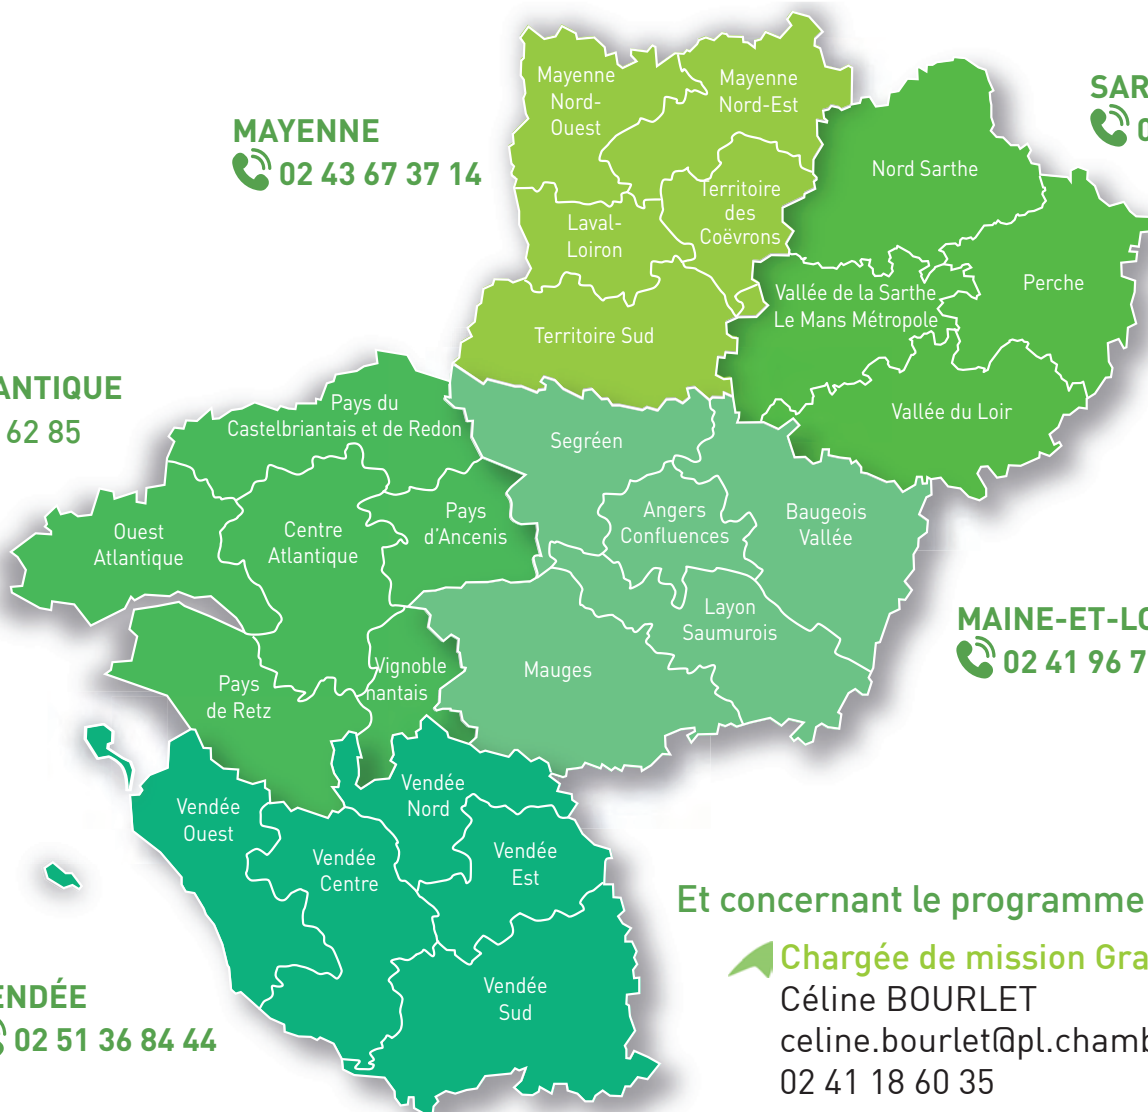 MAYENNE
02 43 67 37 14
SAR
0
Mayenne
Nord-
Ouest
Mayenne
Nord-Est
Territoire
des
Coëvrons
Laval-
Loiron
Territoire Sud
Nord Sarthe
Perche
Vallée de la Sarthe
Le Mans Métropole
Vallée du Loir
ANTIQUE
62 85
Pays du
Castelbriantais et de Redon
Ouest
Atlantique
Centre
Atlantique
Pays
d'Ancenis
Pays
de Retz
Vignoble
nantais
Segréen
Angers
Confluences
Baugeois
Vallée
Layon
Saumurois
Mauges
MAINE-ET-LO
02 41 96 7
Vendée
Ouest
Vendée
Nord
Vendée
Centre
Vendée
Est
Vendée
Sud
ENDÉE
02 51 36 84 44
Et concernant le programme
Chargée de mission Gra
Céline BOURLET
celine.bourlet@pl.chamb
02 41 18 60 35